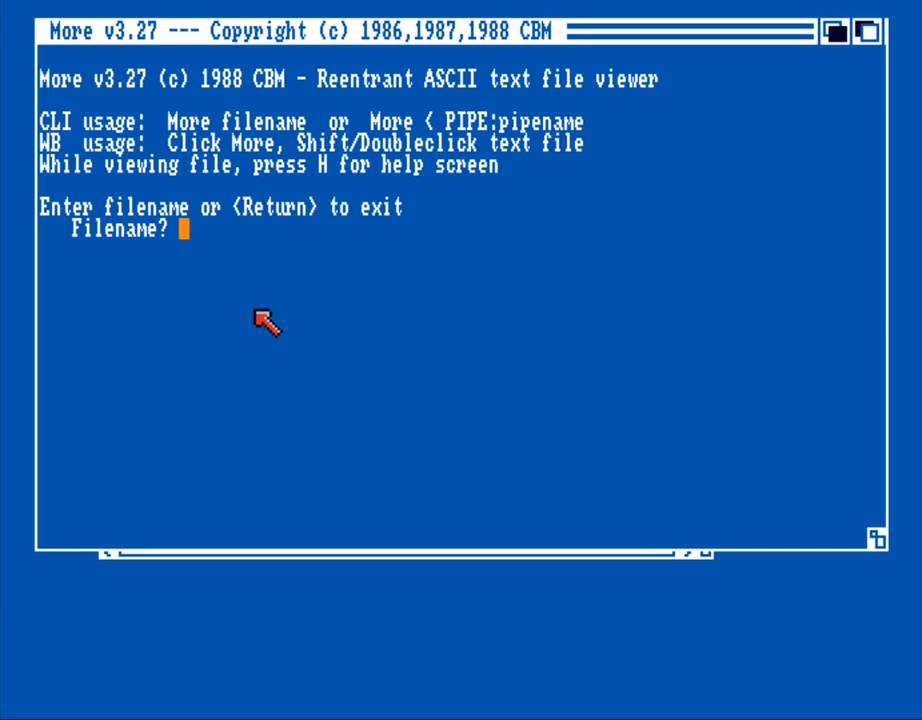 More v3.27 --- Copyright (c) 1986,1987,1988 CBM
More v3.27 (c) 1988 CBM - Reentrant ASCII text file viewer
CLI usage:  More filename  or  More < PIPE:pipename
WB  usage:  Click More, Shift/Doubleclick text file
While viewing file, press H for help screen
Enter filename or <Return> to exit
Filename?